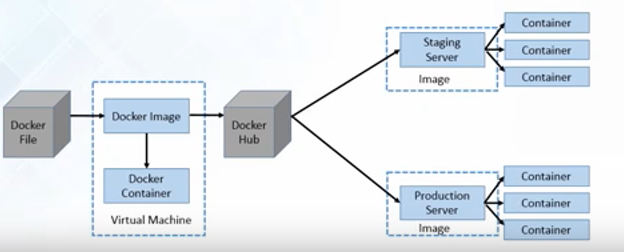 Docker
File
Docker Image
Docker
Container
Virtual Machine
Docker
Hub
Staging
Server
Image
Container
Container
Container
Production
Server
Image
Container
Container
Container